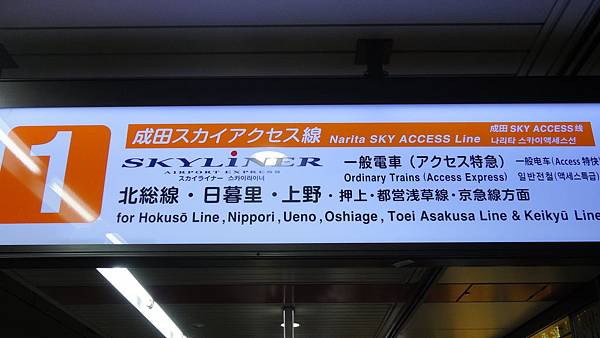 1
成田スカイアクセス線 Narita SKY ACCESS Line
成田 SKY ACCESS 线
나리타 스카이액세스선
SKYLiNER
AIRPORT EXPRESS
スカイライナー 스카이라이너
一般電車（アクセス特急）
Ordinary Trains (Access Express)
一般电车(Access 特快
일반전철(액세스특급)
北総線・日暮里・上野・押上・都営浅草線・京急線方面
for Hokusō Line, Nippori, Ueno, Oshiage, Toei Asakusa Line & Keikyū Line